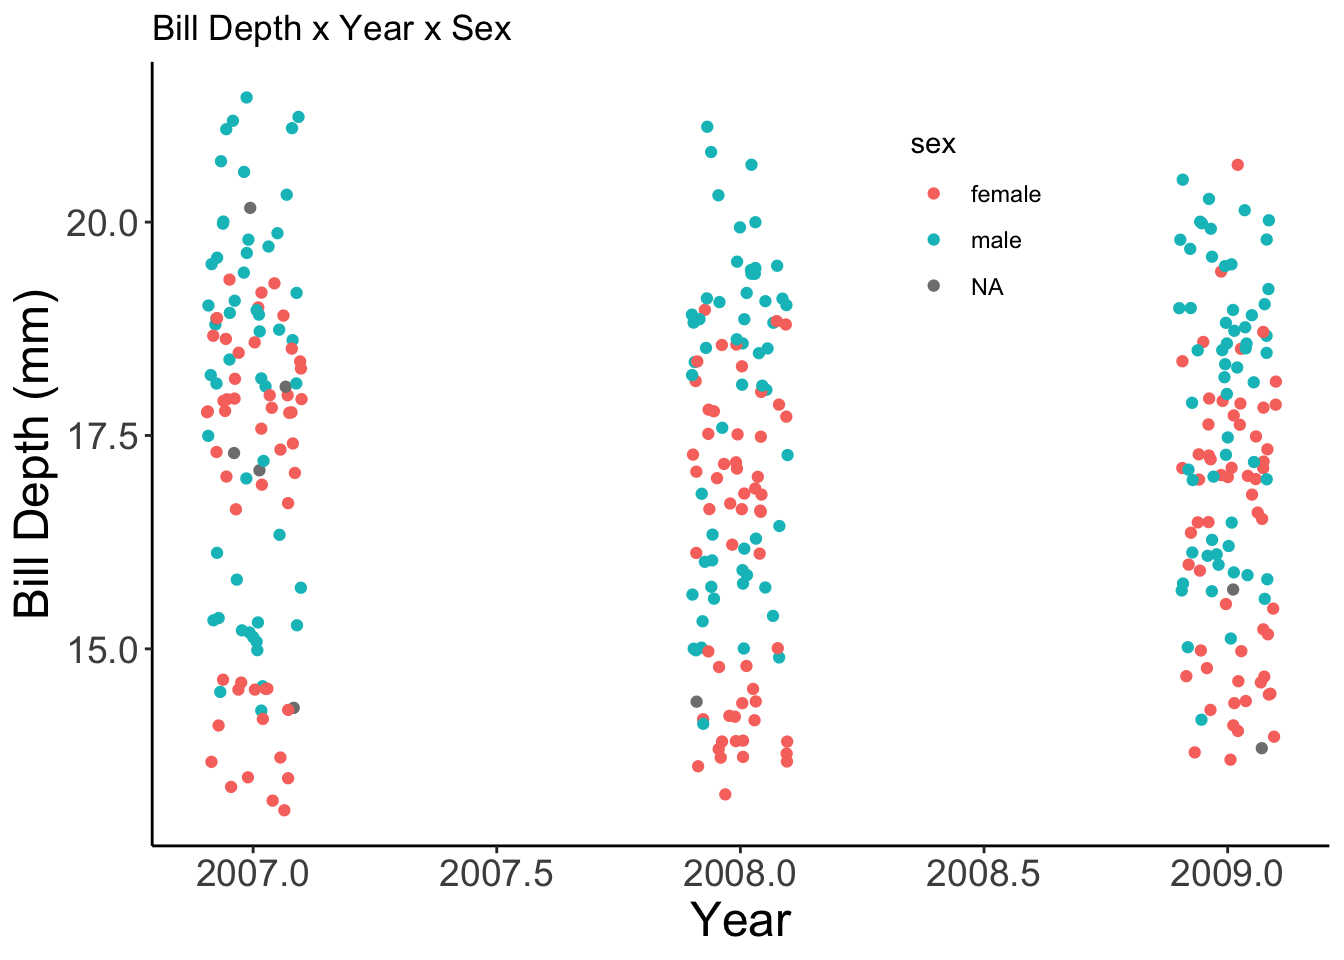 Bill Depth x Year x Sex
Bill Depth (mm)
20.0
17.5
15.0
sex
female
male
NA
2007.0
2007.5
2008.0
2008.5
2009.0
Year